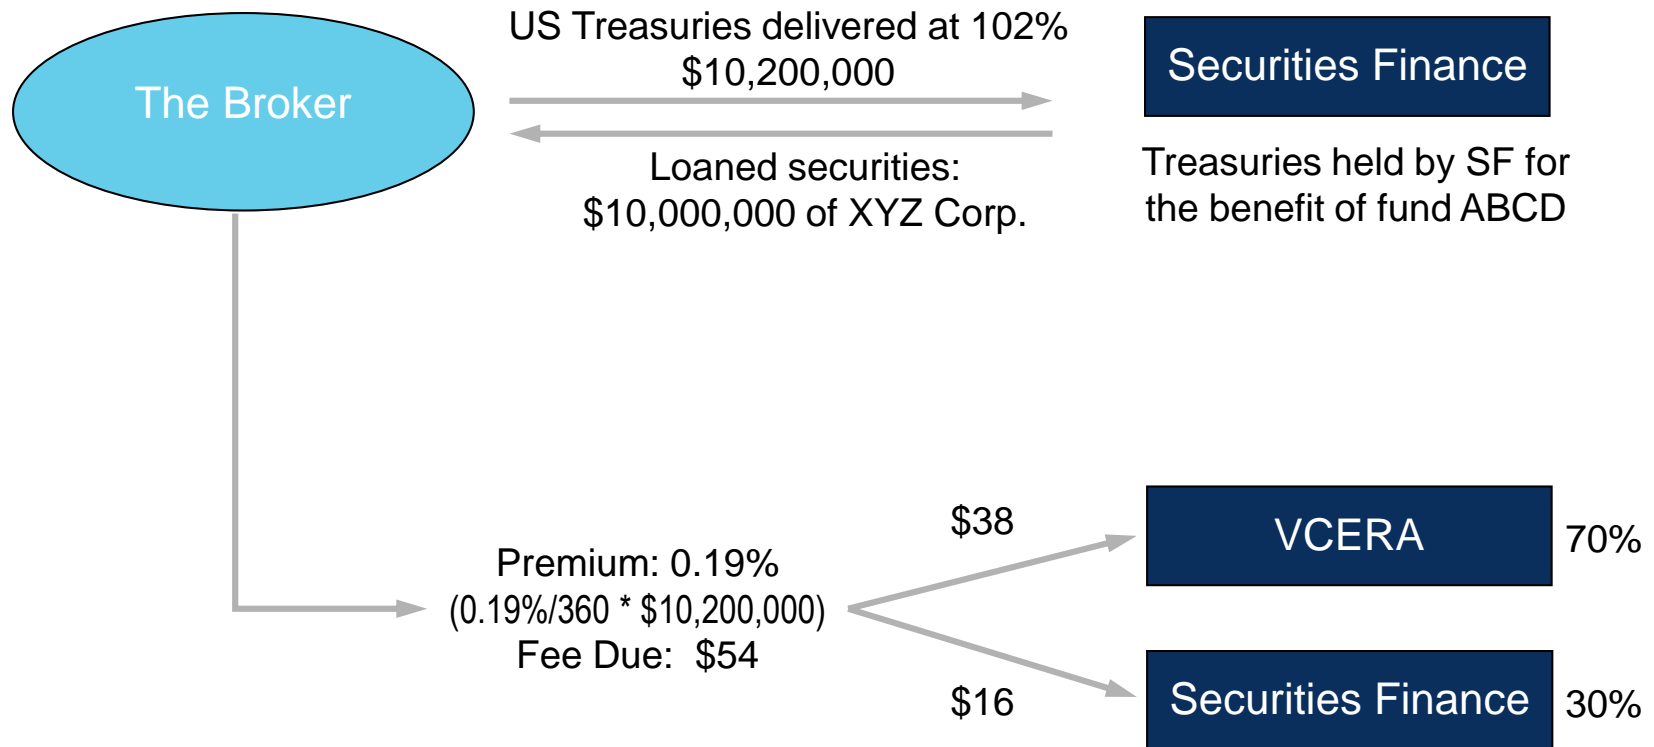 The Broker
US Treasuries delivered at 102%
$10,200,000
Securities Finance
Loaned securities:
$10,000,000 of XYZ Corp.
Treasuries held by SF for
the benefit of fund ABCD
Premium: 0.19%
(0.19%/360 * $10,200,000)
Fee Due: $54
$38
VCERA
70%
$16
Securities Finance
30%